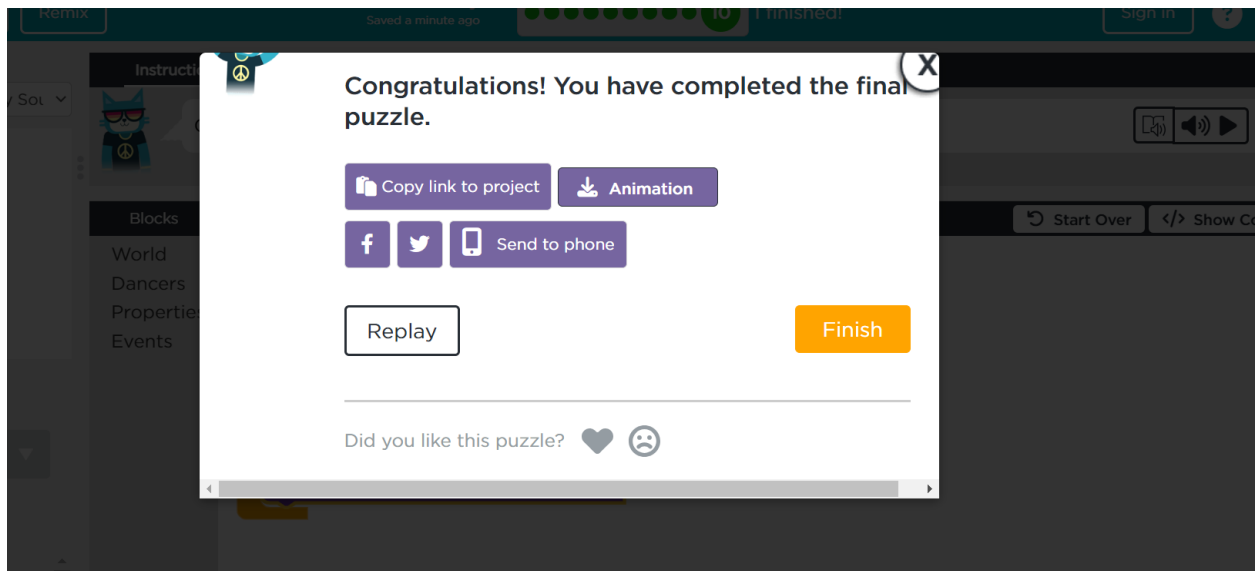 Remix
Saved a minute ago
10
I finished!
Sign in
?
Instructi
X
Congratulations! You have completed the final
puzzle.
y Sou
Copy link to project
Animation
Send to phone
Blocks
Start Over
</> Show Co
World
Dancers
Properties
Events
Replay
Finish
Did you like this puzzle?